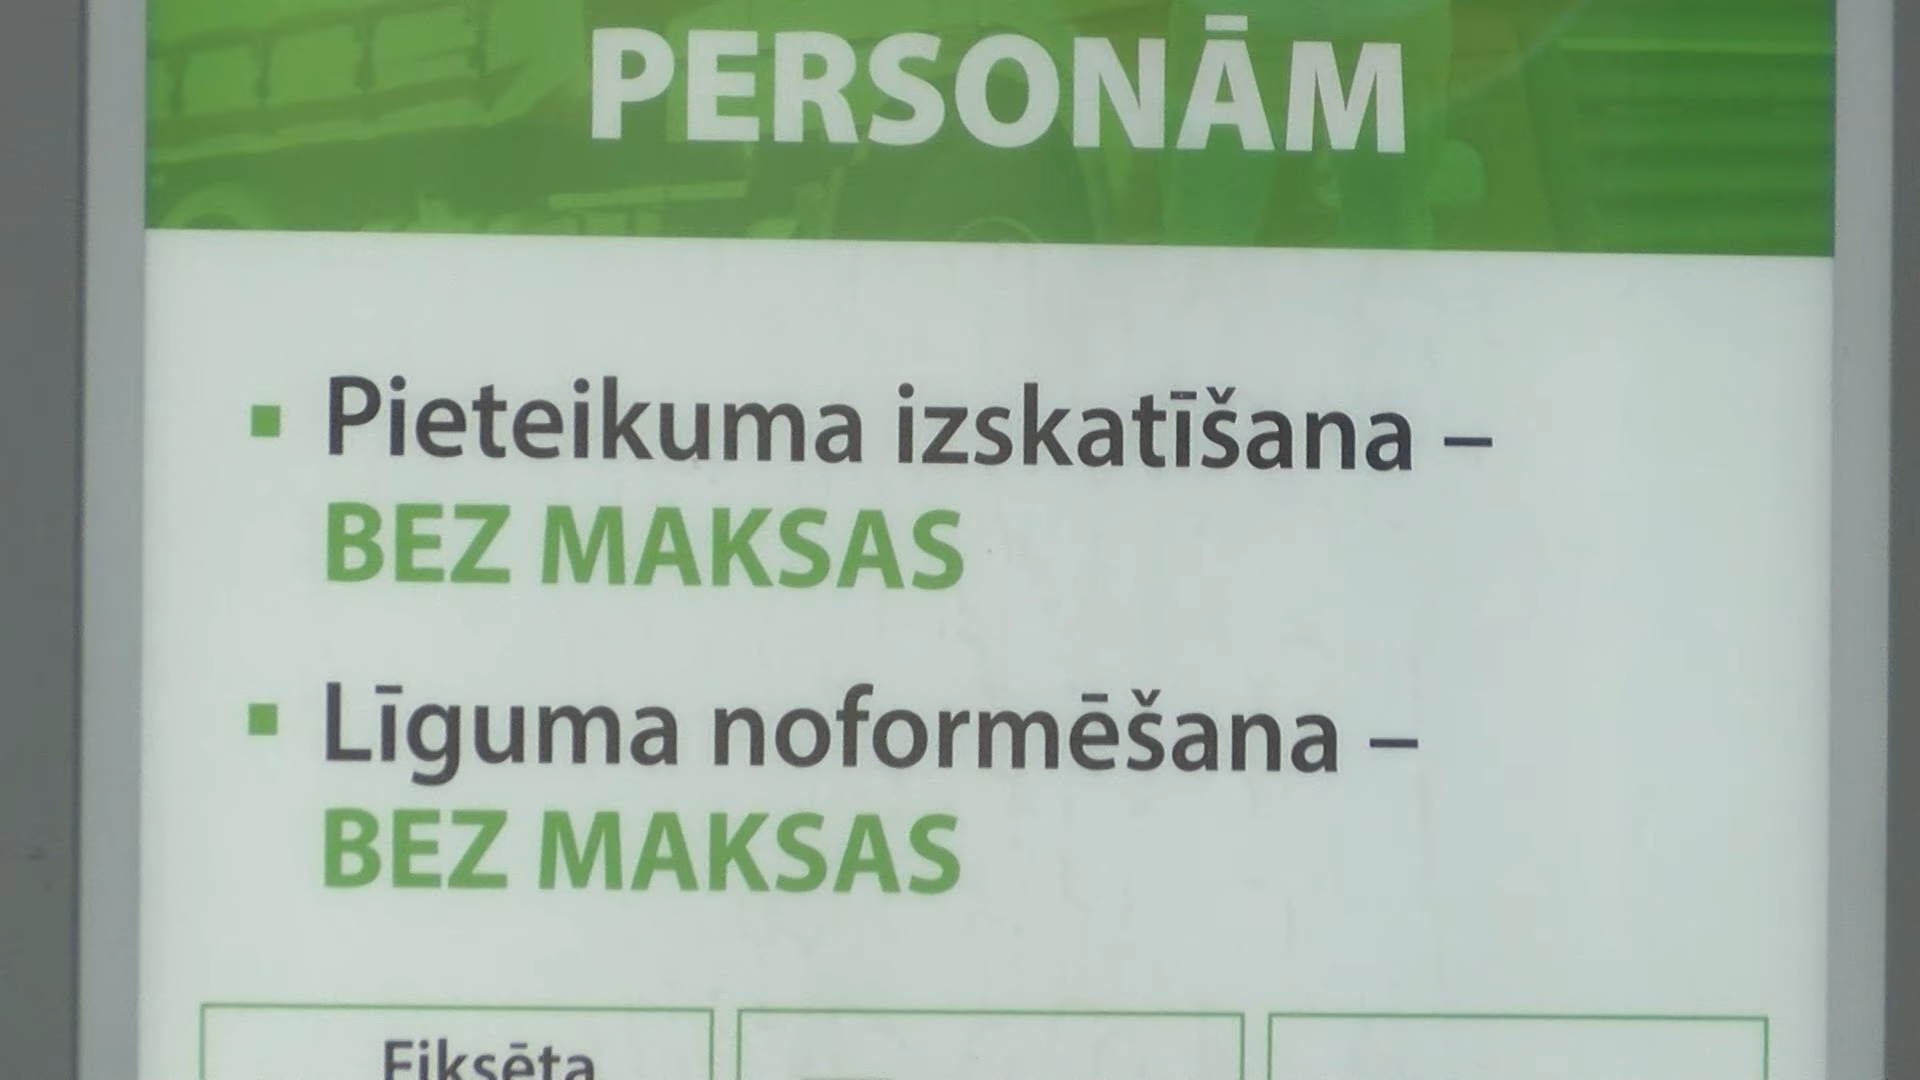 PERSONĀM
▪ Pieteikuma izskatīšana –
BEZ MAKSAS
▪ Līguma noformēšana –
BEZ MAKSAS
Fiksēta